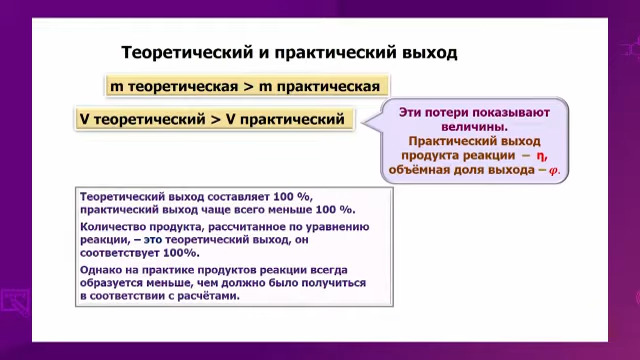 Теоретический и практический выход
m теоретическая > m практическая
V теоретический > V практический
Эти потери показывают
величины.
Практический выход
продукта реакции – η,
объёмная доля выхода – φ.
Теоретический выход составляет 100 %,
практический выход чаще всего меньше 100 %.
Количество продукта, рассчитанное по уравнению
реакции, – это теоретический выход, он
соответствует 100%.
Однако на практике продуктов реакции всегда
образуется меньше, чем должно было получиться
в соответствии с расчётами.